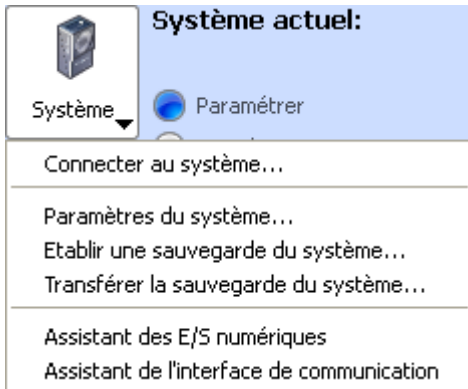 Système actuel:
Système
Paramétrer
Connecter au système...
Paramètres du système...
Etablir une sauvegarde du système...
Transférer la sauvegarde du système...
Assistant des E/S numériques
Assistant de l'interface de communication